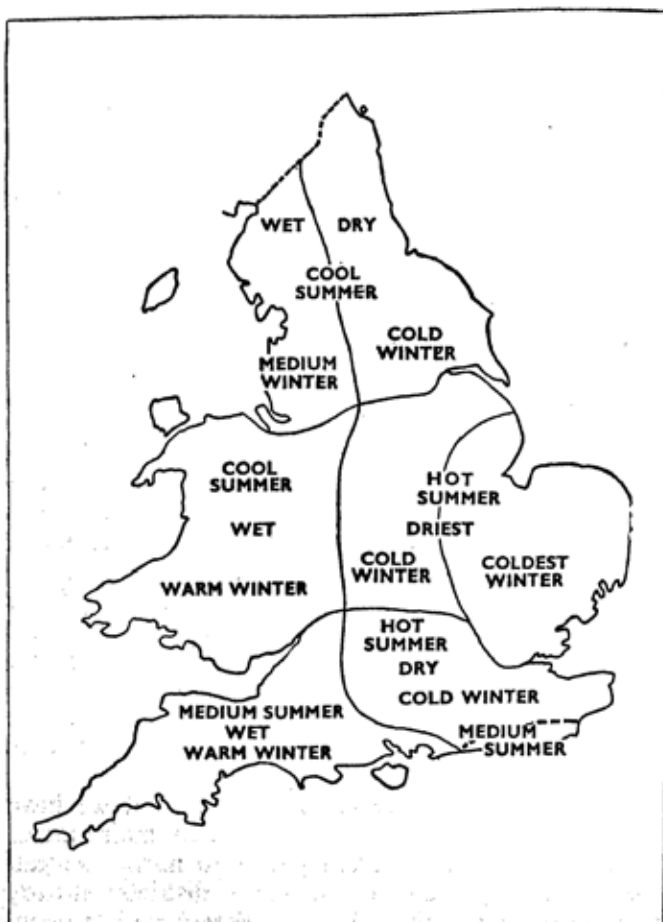 WET
DRY
COOL
SUMMER
COLD
WINTER
MEDIUM
WINTER
COOL
SUMMER
WET
WARM WINTER
HOT
SUMMER
DRIEST
COLD
WINTER
COLDEST
WINTER
HOT
SUMMER
DRY
COLD WINTER
MEDIUM SUMMER
WET
WARM WINTER
MEDIUM
SUMMER